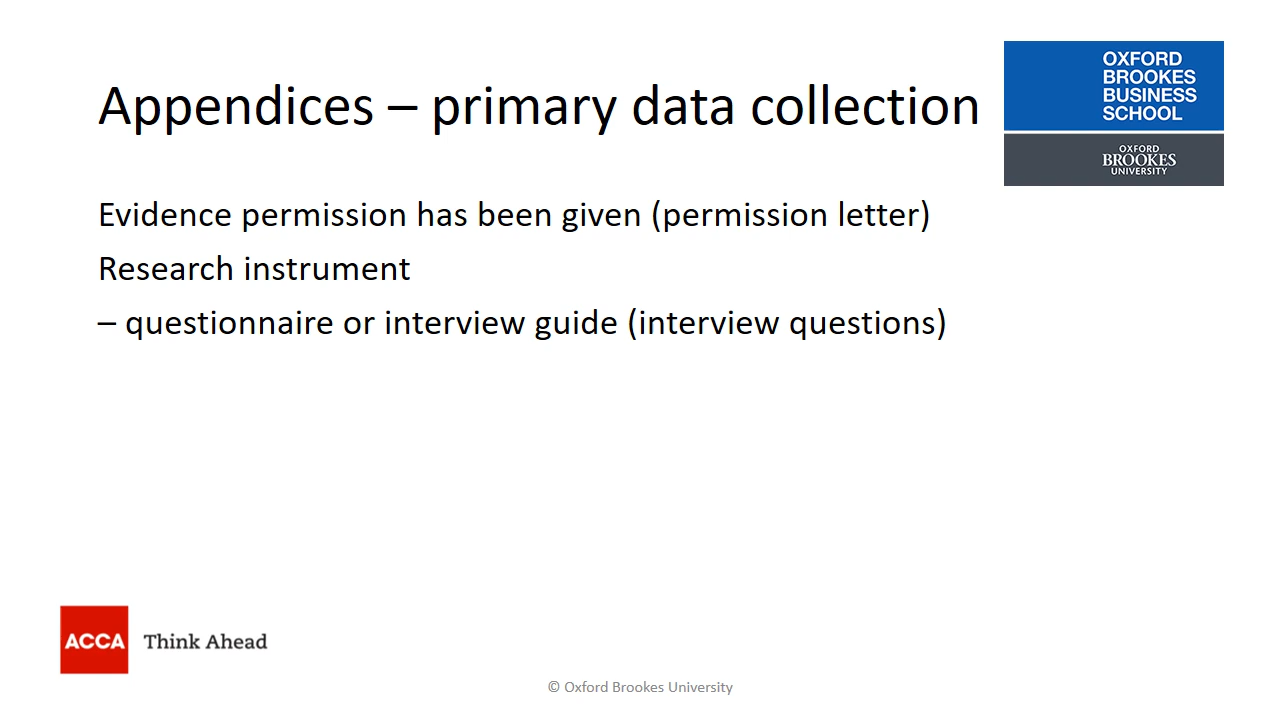 Appendices – primary data collection
OXFORD
BROOKES
BUSINESS
SCHOOL
OXFORD
BROOKES
UNIVERSITY
Evidence permission has been given (permission letter)
Research instrument
– questionnaire or interview guide (interview questions)
ACCA Think Ahead
© Oxford Brookes University